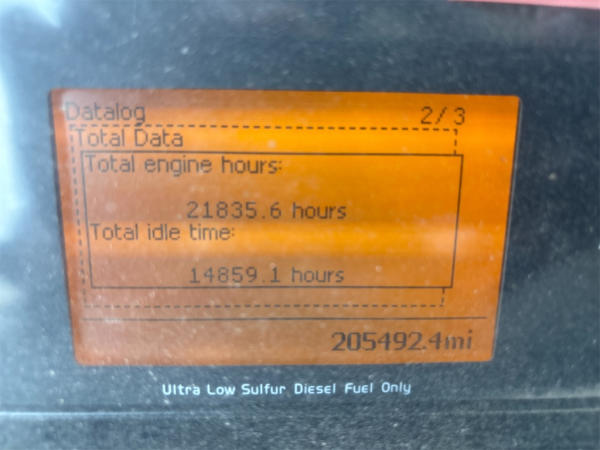 Datalog 2/3
Total Data
Total engine hours:
21835.6 hours
Total idle time:
14859.1 hours
205492.4mi
Ultra Low Sulfur Diesel Fuel Only